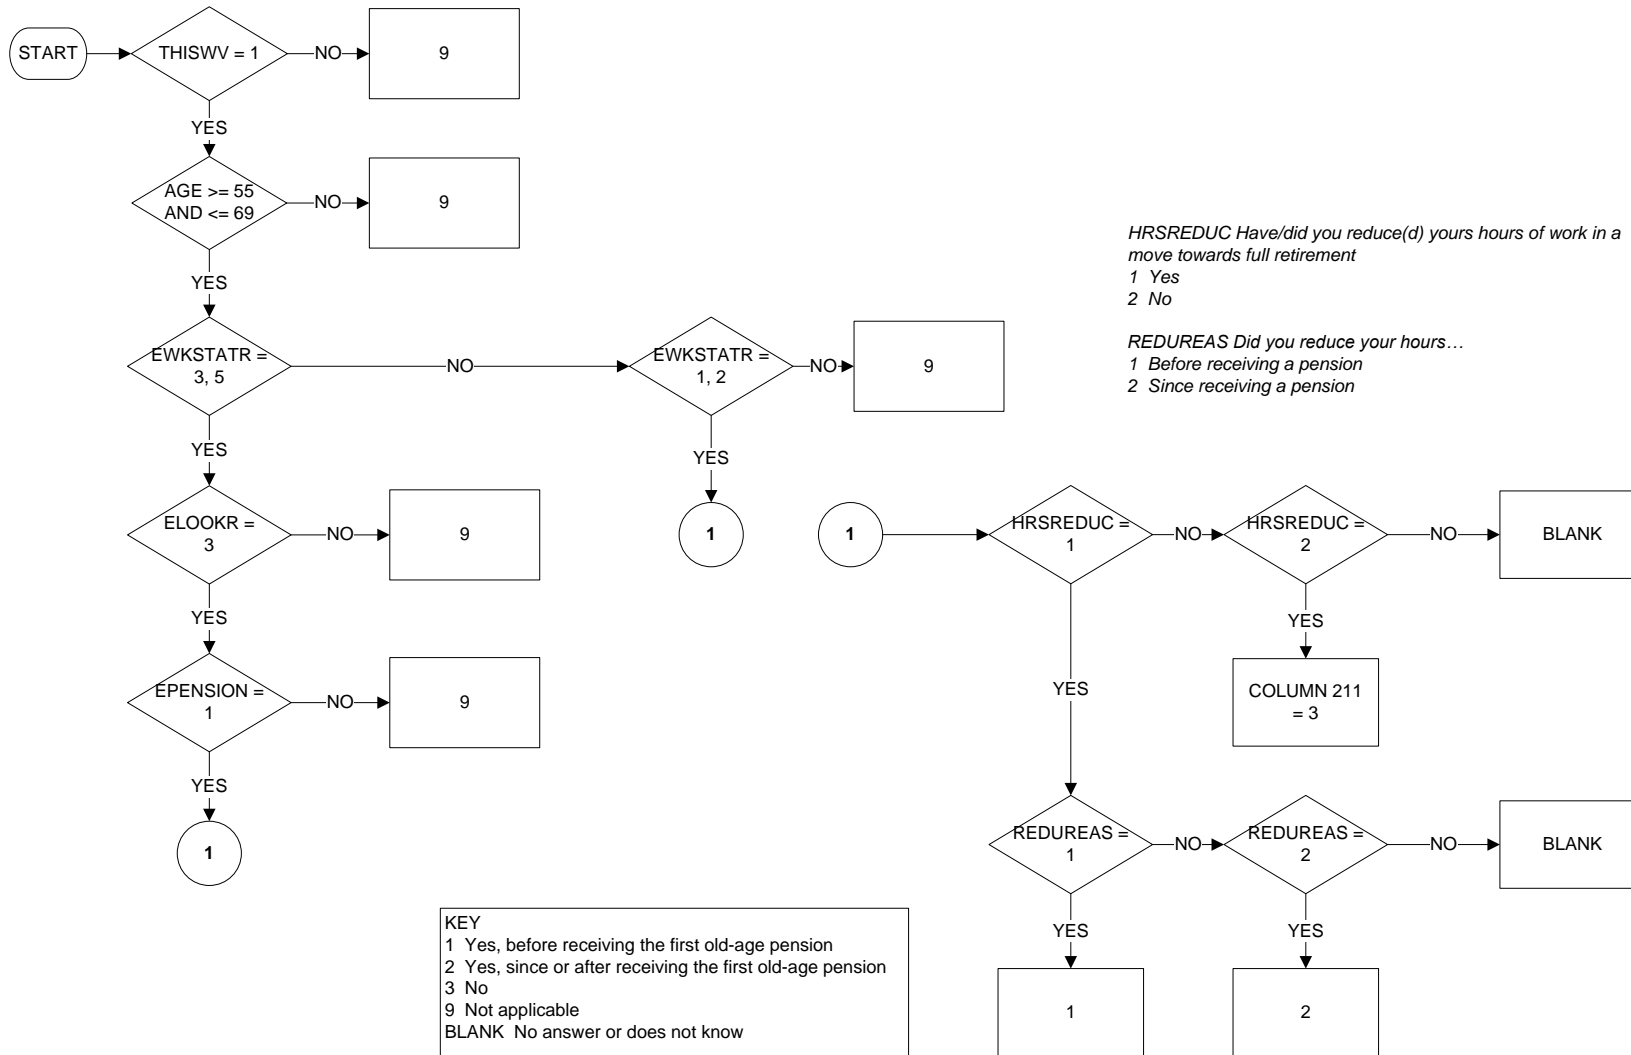 START
THISWV = 1
NO
9
YES
AGE >= 55
AND <= 69
NO
9
YES
EWKSTATR =
3, 5
NO
EWKSTATR =
1, 2
NO
9
YES
1
YES
ELOOKR =
3
NO
9
YES
EPENSION =
1
NO
9
YES
1
HRSREDUC Have/did you reduce(d) yours hours of work in a
move towards full retirement
1 Yes
2 No
REDUREAS Did you reduce your hours…
1 Before receiving a pension
2 Since receiving a pension
1
HRSREDUC =
1
NO
HRSREDUC =
2
NO
BLANK
YES
COLUMN 211
= 3
YES
REDUREAS =
1
NO
REDUREAS =
2
NO
BLANK
YES
1
YES
2
KEY
1 Yes, before receiving the first old-age pension
2 Yes, since or after receiving the first old-age pension
3 No
9 Not applicable
BLANK No answer or does not know